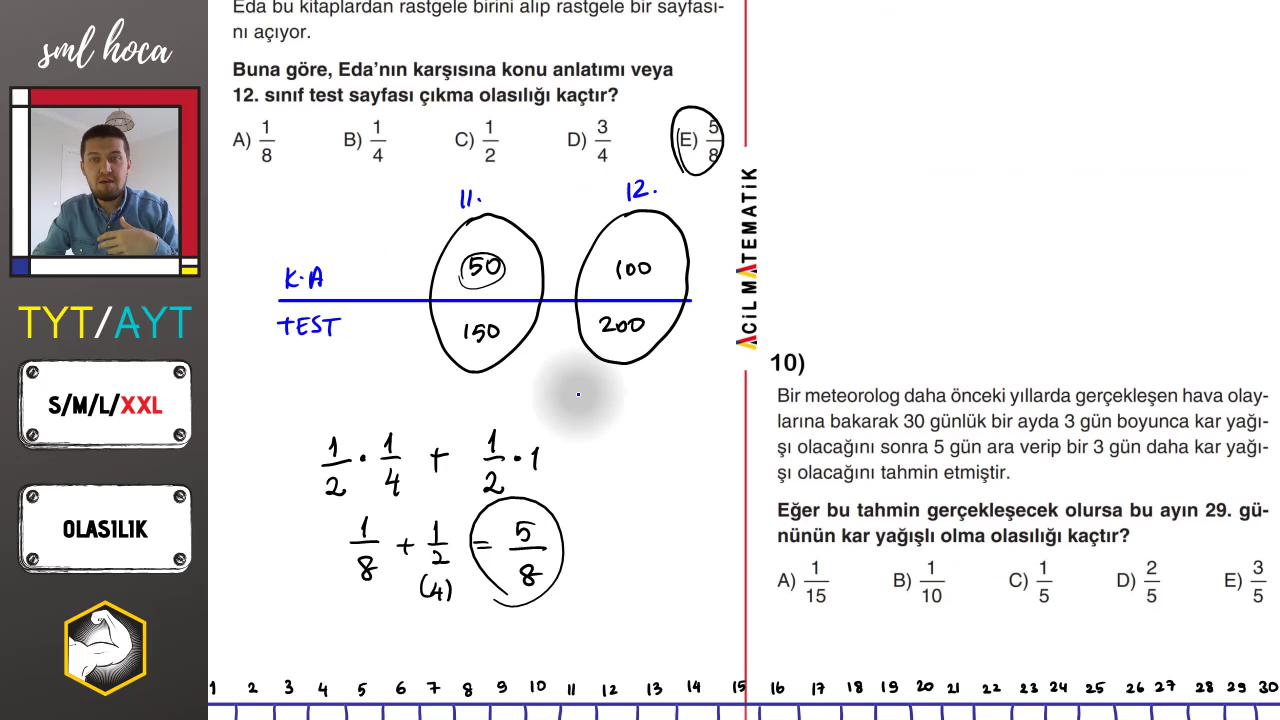 sml hoca
TYT/AYT
S/M/L/XXL
OLASILIK
Eda bu kitaplardan rastgele birini alıp rastgele bir sayfası-
nı açıyor.
Buna göre, Eda'nın karşısına konu anlatımı veya
12. sınıf test sayfası çıkma olasılığı kaçtır?
A) 1/8 B) 1/4 C) 1/2 D) 3/4 E) 5/8
11. 12.
K.A 50 100
TEST 150 200
1/2 · 1/4 + 1/2 · 1
1/8 + 1/2 = 5/8
(4)
ACİL MATEMATİK
10)
Bir meteorolog daha önceki yıllarda gerçekleşen hava olay-
larına bakarak 30 günlük bir ayda 3 gün boyunca kar yağı-
şı olacağını sonra 5 gün ara verip bir 3 gün daha kar yağı-
şı olacağını tahmin etmiştir.
Eğer bu tahmin gerçekleşecek olursa bu ayın 29. gü-
nünün kar yağışlı olma olasılığı kaçtır?
A) 1/15 B) 1/10 C) 1/5 D) 2/5 E) 3/5
1 2 3 4 5 6 7 8 9 10 11 12 13 14 15 16 17 18 19 20 21 22 23 24 25 26 27 28 29 30